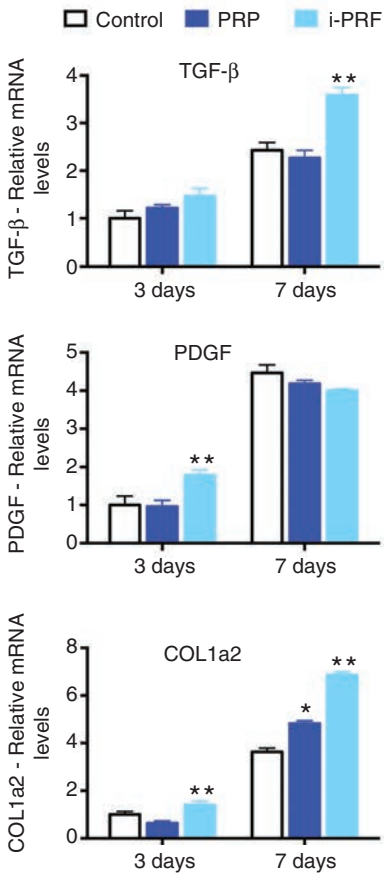 Control PRP i-PRF
TGF-β - Relative mRNA
levels
TGF-β
4
3
2
1
0
**
3 days 7 days
PDGF - Relative mRNA
levels
PDGF
5
4
3
2
1
0
**
3 days 7 days
COL1a2 - Relative mRNA
levels
COL1a2
8
6
4
2
0
**
*
**
3 days 7 days